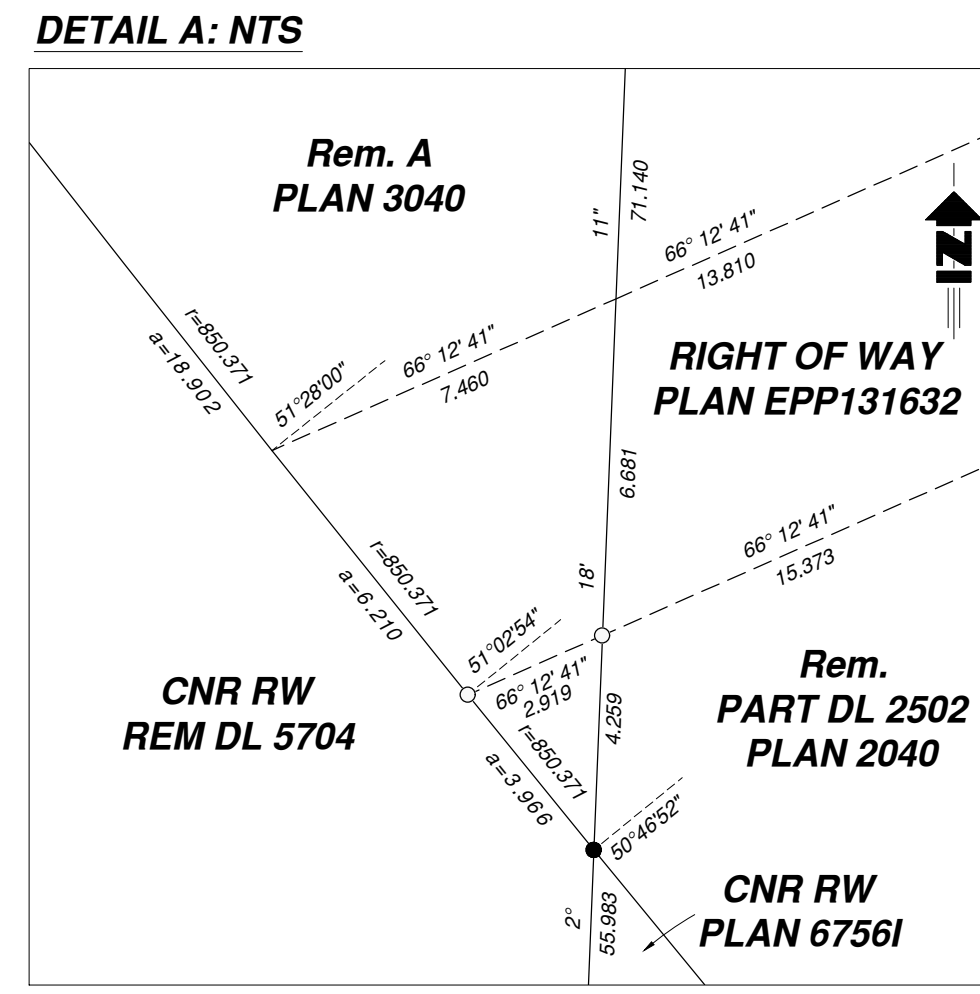 DETAIL A: NTS
Rem. A
PLAN 3040
11"
71.140
66° 12' 41"
13.810
N
r=850.371
a=18.902
51°28'00"
66° 12' 41"
7.460
RIGHT OF WAY
PLAN EPP131632
6.681
18'
66° 12' 41"
15.373
r=850.371
a=6.210
51°02'54"
66° 12' 41"
2.919
CNR RW
REM DL 5704
4.259
Rem.
PART DL 2502
PLAN 2040
r=850.371
a=3.966
50°46'52"
2°
55.983
CNR RW
PLAN 6756I